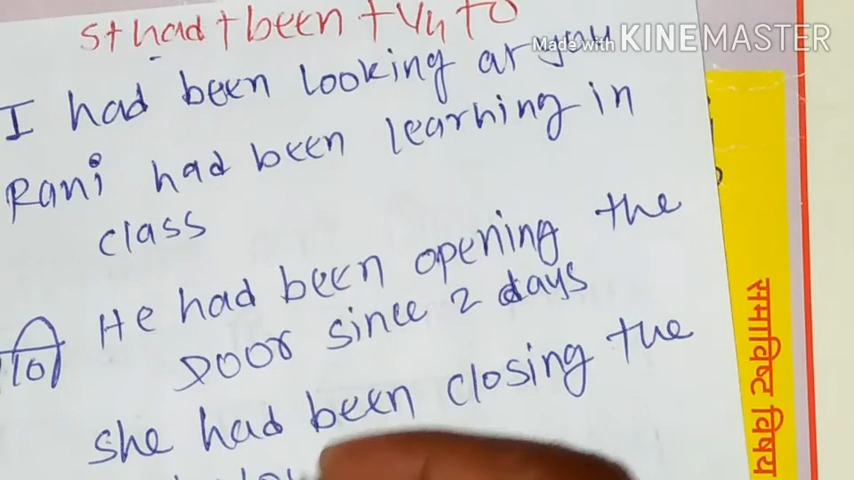 S+had+been+V4+O
Made with KINEMASTER
I had been looking at you
Rani had been learning in
class
He had been opening the
Door since 2 days
10)
she had been closing the
समाविष्ट विषय